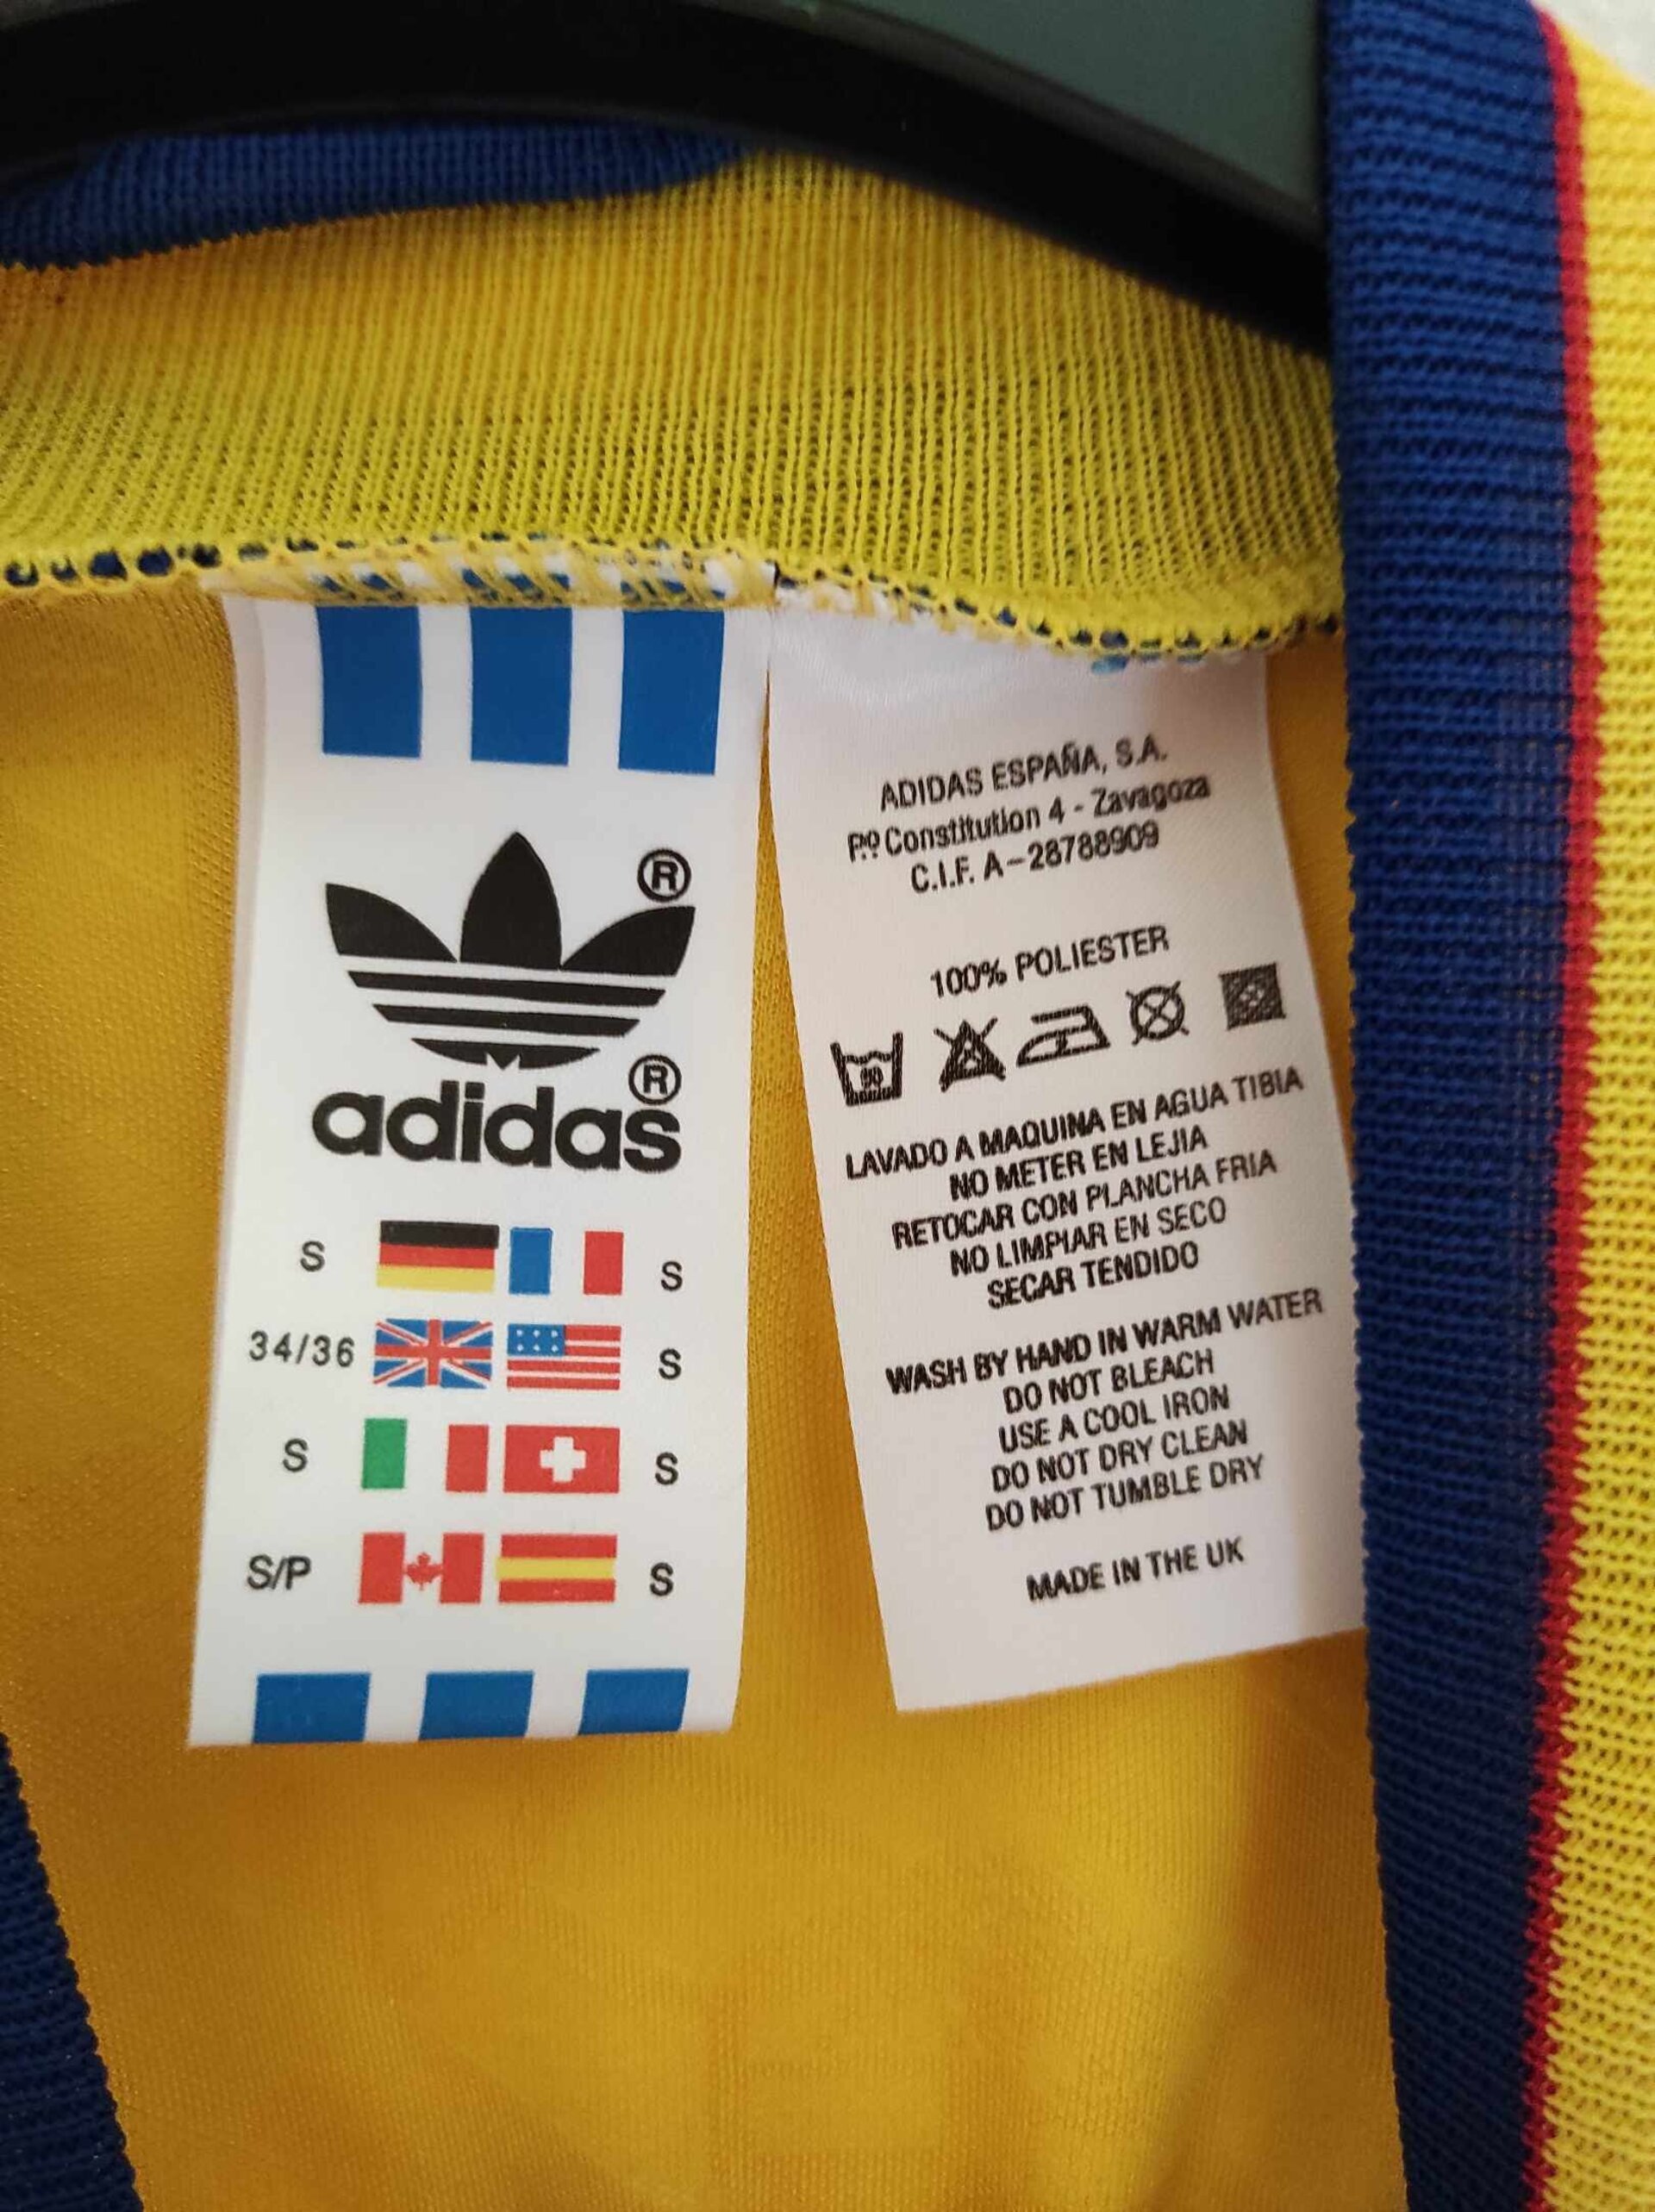 ®
®
adidas
S S
34/36 S
S S
S/P S
ADIDAS ESPAÑA, S.A.
Pº Constitution 4 - Zavagoza
C.I.F. A-28788909
100% POLIESTER
LAVADO A MAQUINA EN AGUA TIBIA
NO METER EN LEJIA
RETOCAR CON PLANCHA FRIA
NO LIMPIAR EN SECO
SECAR TENDIDO
WASH BY HAND IN WARM WATER
DO NOT BLEACH
USE A COOL IRON
DO NOT DRY CLEAN
DO NOT TUMBLE DRY
MADE IN THE UK